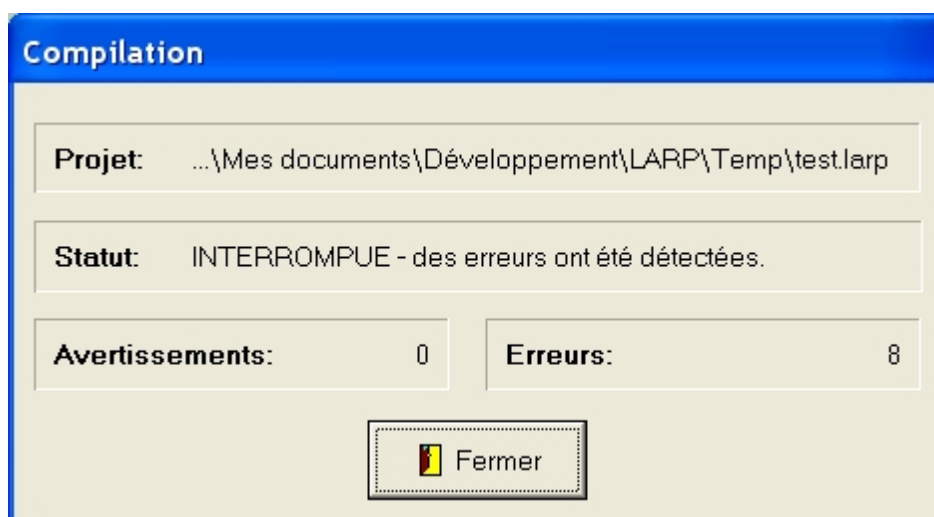 Compilation
Projet: ...\Mes documents\Développement\LARP\Temp\test.larp
Statut: INTERROMPUE - des erreurs ont été détectées.
Avertissements: 0 Erreurs: 8
Fermer